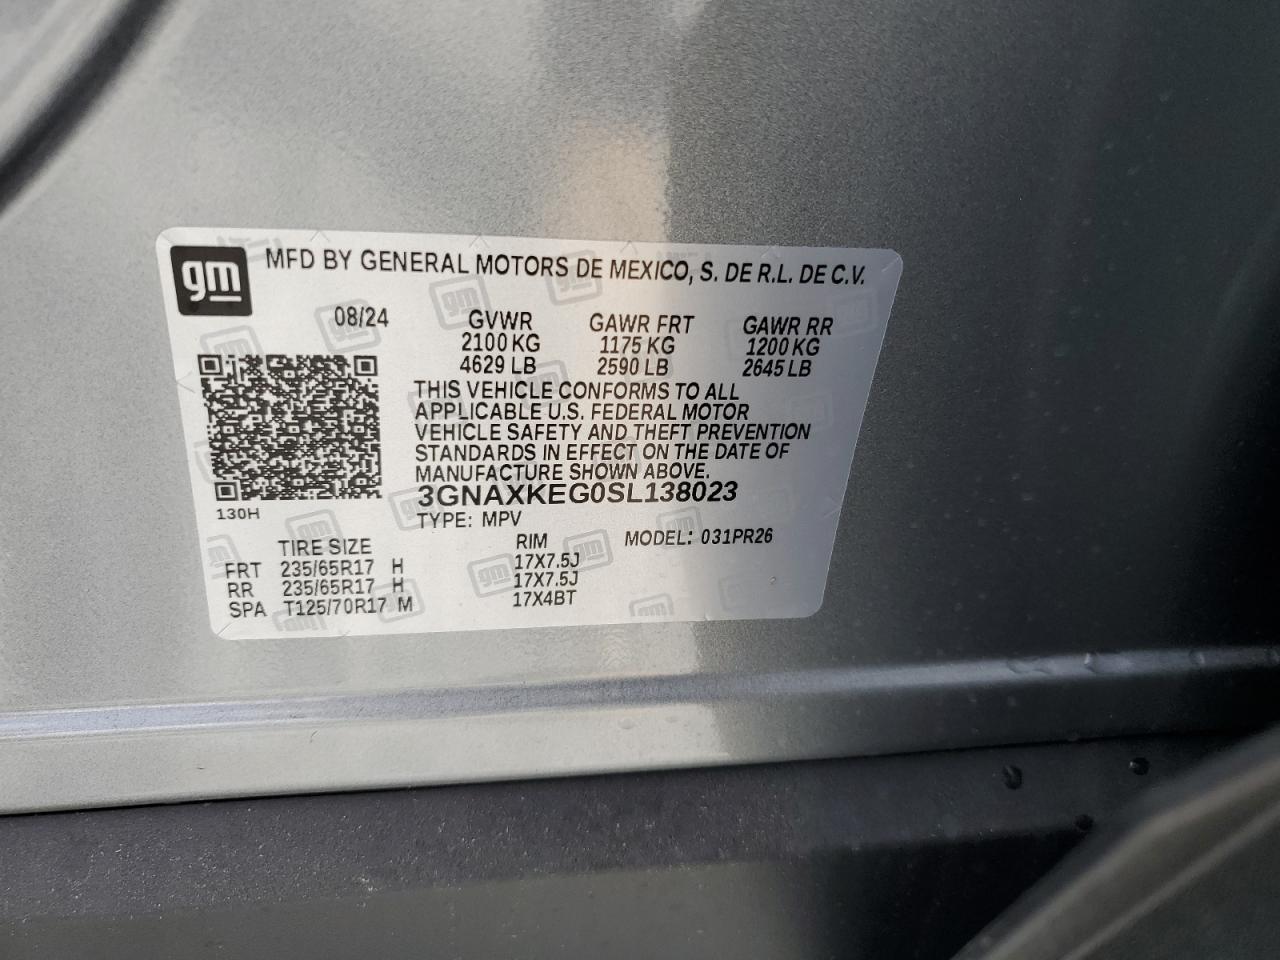 gm MFD BY GENERAL MOTORS DE MEXICO, S. DE R.L. DE C.V.
08/24 GVWR GAWR FRT GAWR RR
2100 KG 1175 KG 1200 KG
4629 LB 2590 LB 2645 LB
THIS VEHICLE CONFORMS TO ALL
APPLICABLE U.S. FEDERAL MOTOR
VEHICLE SAFETY AND THEFT PREVENTION
STANDARDS IN EFFECT ON THE DATE OF
MANUFACTURE SHOWN ABOVE.
3GNAXKEG0SL138023
130H
TYPE: MPV
MODEL: 031PR26
TIRE SIZE RIM
FRT 235/65R17 H 17X7.5J
RR 235/65R17 H 17X7.5J
SPA T125/70R17 M 17X4BT